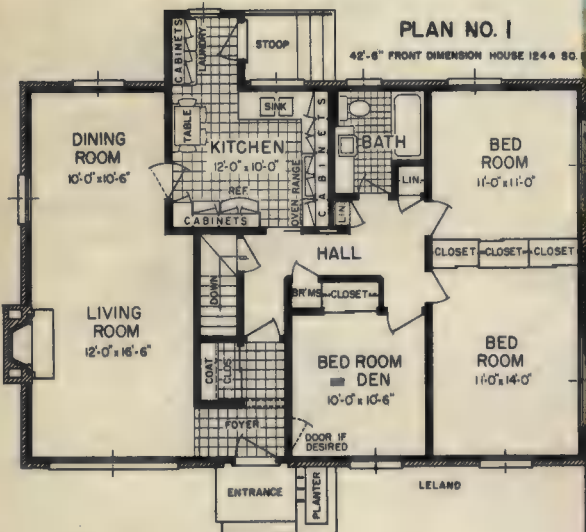 PLAN NO. 1
42'-6" FRONT DIMENSION HOUSE 1244 SQ.
CABINETS
LAUNDRY
STOOP
DINING
ROOM
10'-0" x 10'-6"
TABLE
SINK
KITCHEN
12'-0" x 10'-0"
REF.
OVEN-RANGE
CABINETS
CABINETS
BATH
LIN.
LIN.
BED
ROOM
11'-0" x 11'-0"
CLOSET
CLOSET
CLOSET
HALL
DOWN
BR'MS
CLOSET
LIVING
ROOM
12'-0" x 16'-6"
COAT
CLOS.
BED ROOM
DEN
10'-0" x 10'-6"
BED
ROOM
11'-0" x 14'-0"
FOYER
DOOR IF
DESIRED
ENTRANCE
PLANTER
LELAND